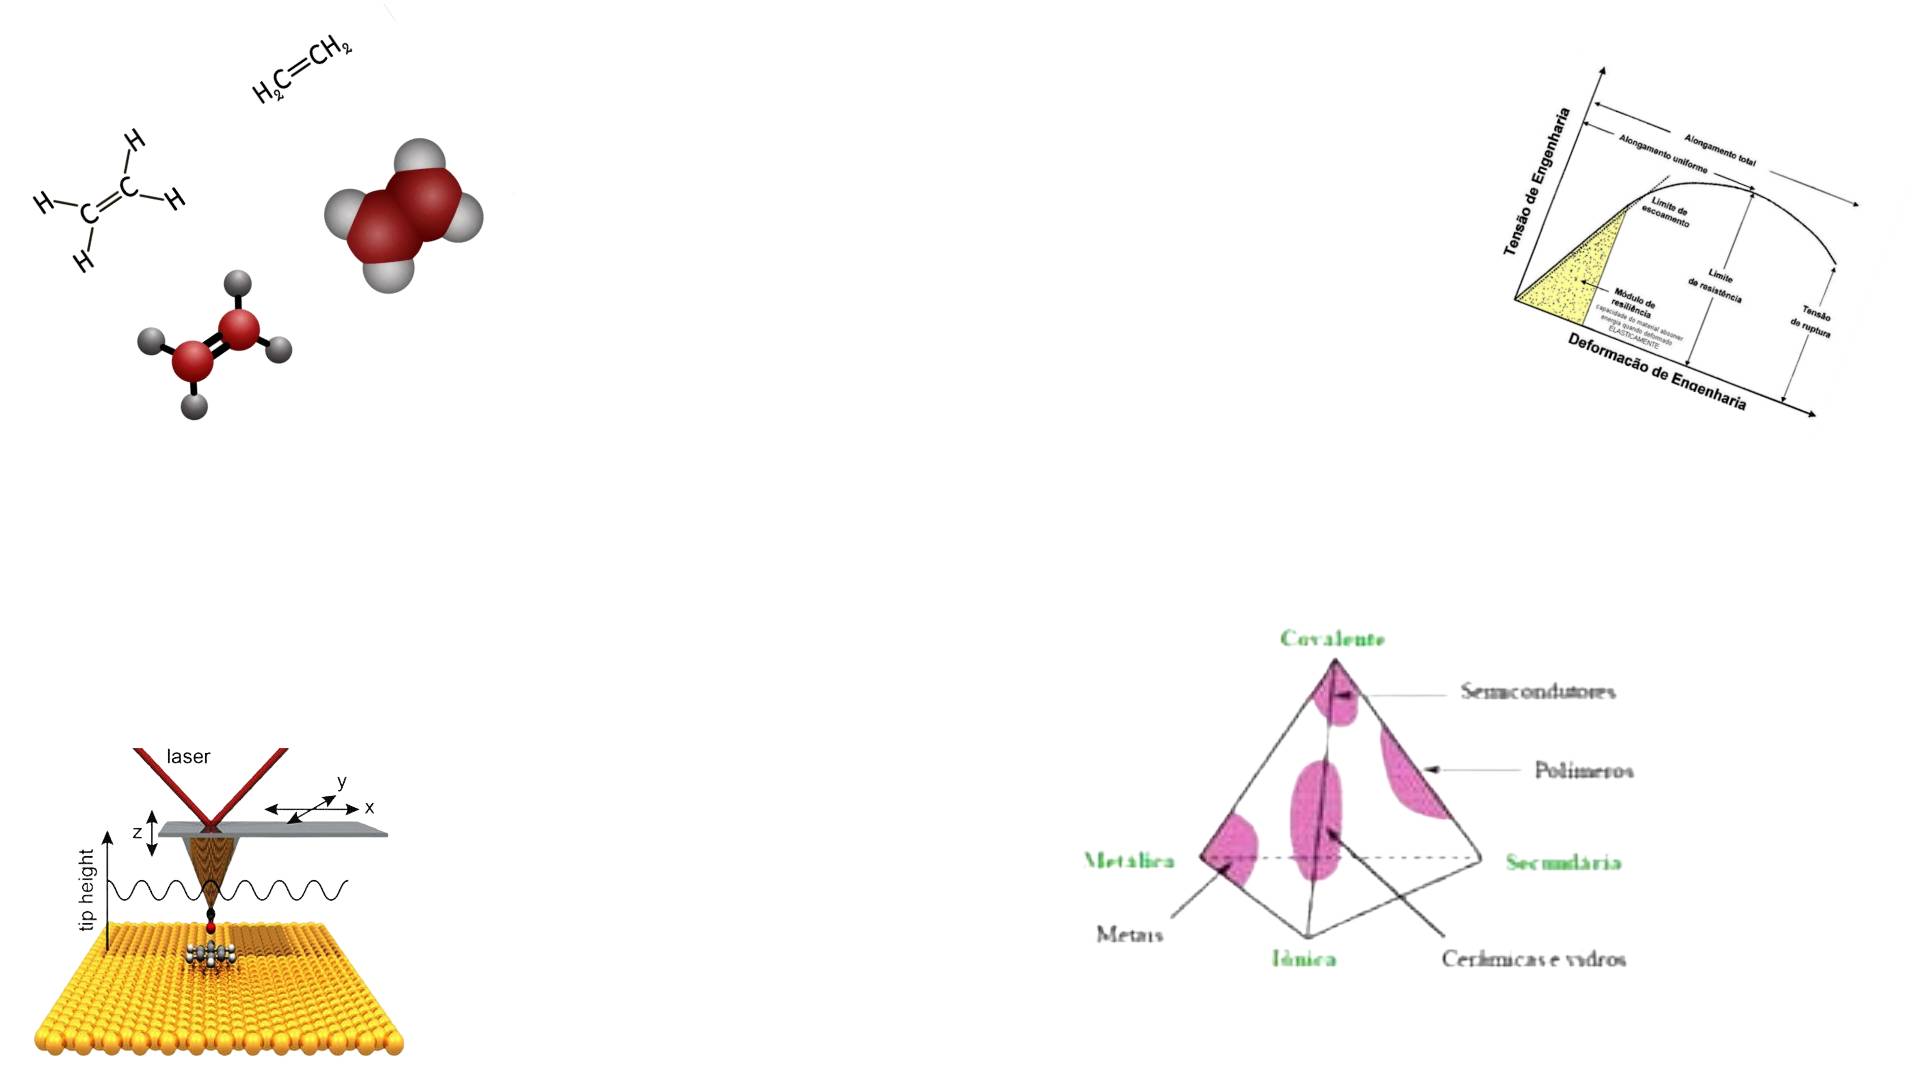 H₂C=CH₂
H
H
C
H
C
H
Tensão de Engenharia
Alongamento total
Alongamento uniforme
Limite de
escoamento
Limite
de resistência
Módulo de
resiliência
capacidade do material absorver
energia quando deformado
ELASTICAMENTE
Tensão
de ruptura
Deformação de Engenharia
Covalente
Semicondutores
Polímeros
Metálica
Secundária
Metais
Iônica
Cerâmicas e vidros
laser
y
x
z
tip height